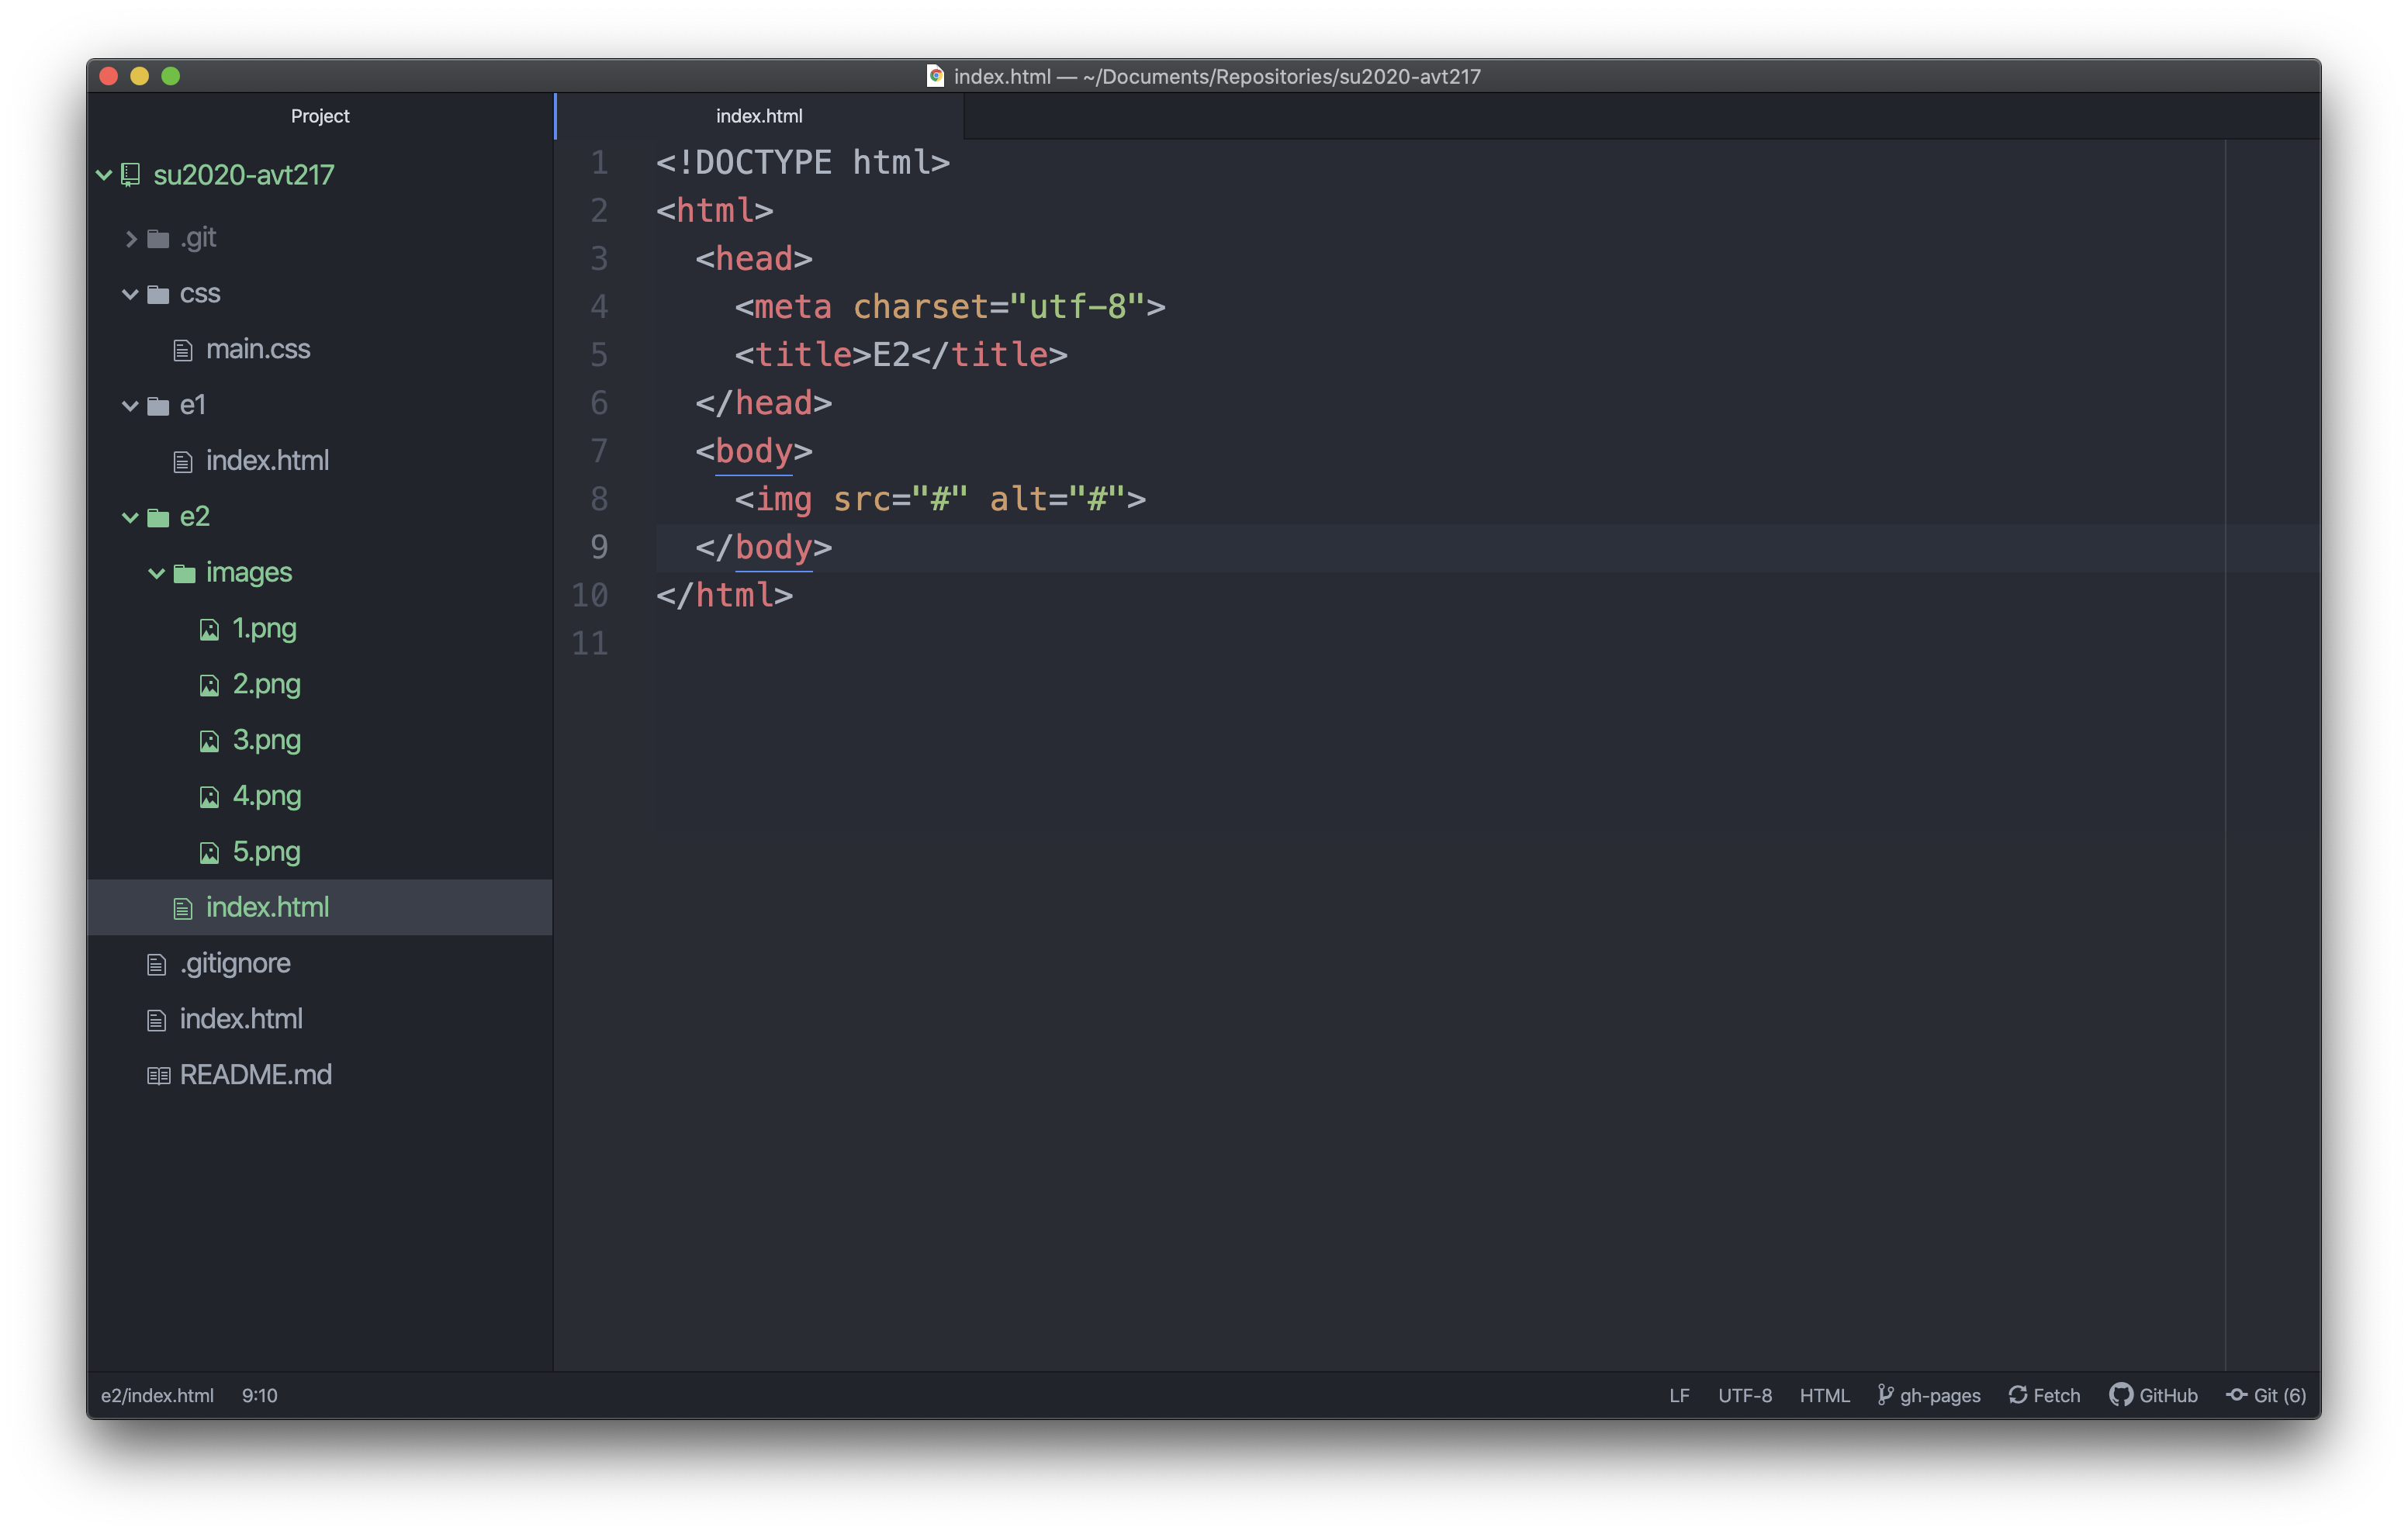 index.html — ~/Documents/Repositories/su2020-avt217
Project
su2020-avt217
.git
css
main.css
e1
index.html
e2
images
1.png
2.png
3.png
4.png
5.png
index.html
.gitignore
index.html
README.md
index.html
1 <!DOCTYPE html>
2 <html>
3 <head>
4 <meta charset="utf-8">
5 <title>E2</title>
6 </head>
7 <body>
8 <img src="#" alt="#">
9 </body>
10 </html>
11
e2/index.html 9:10 LF UTF-8 HTML gh-pages Fetch GitHub Git (6)